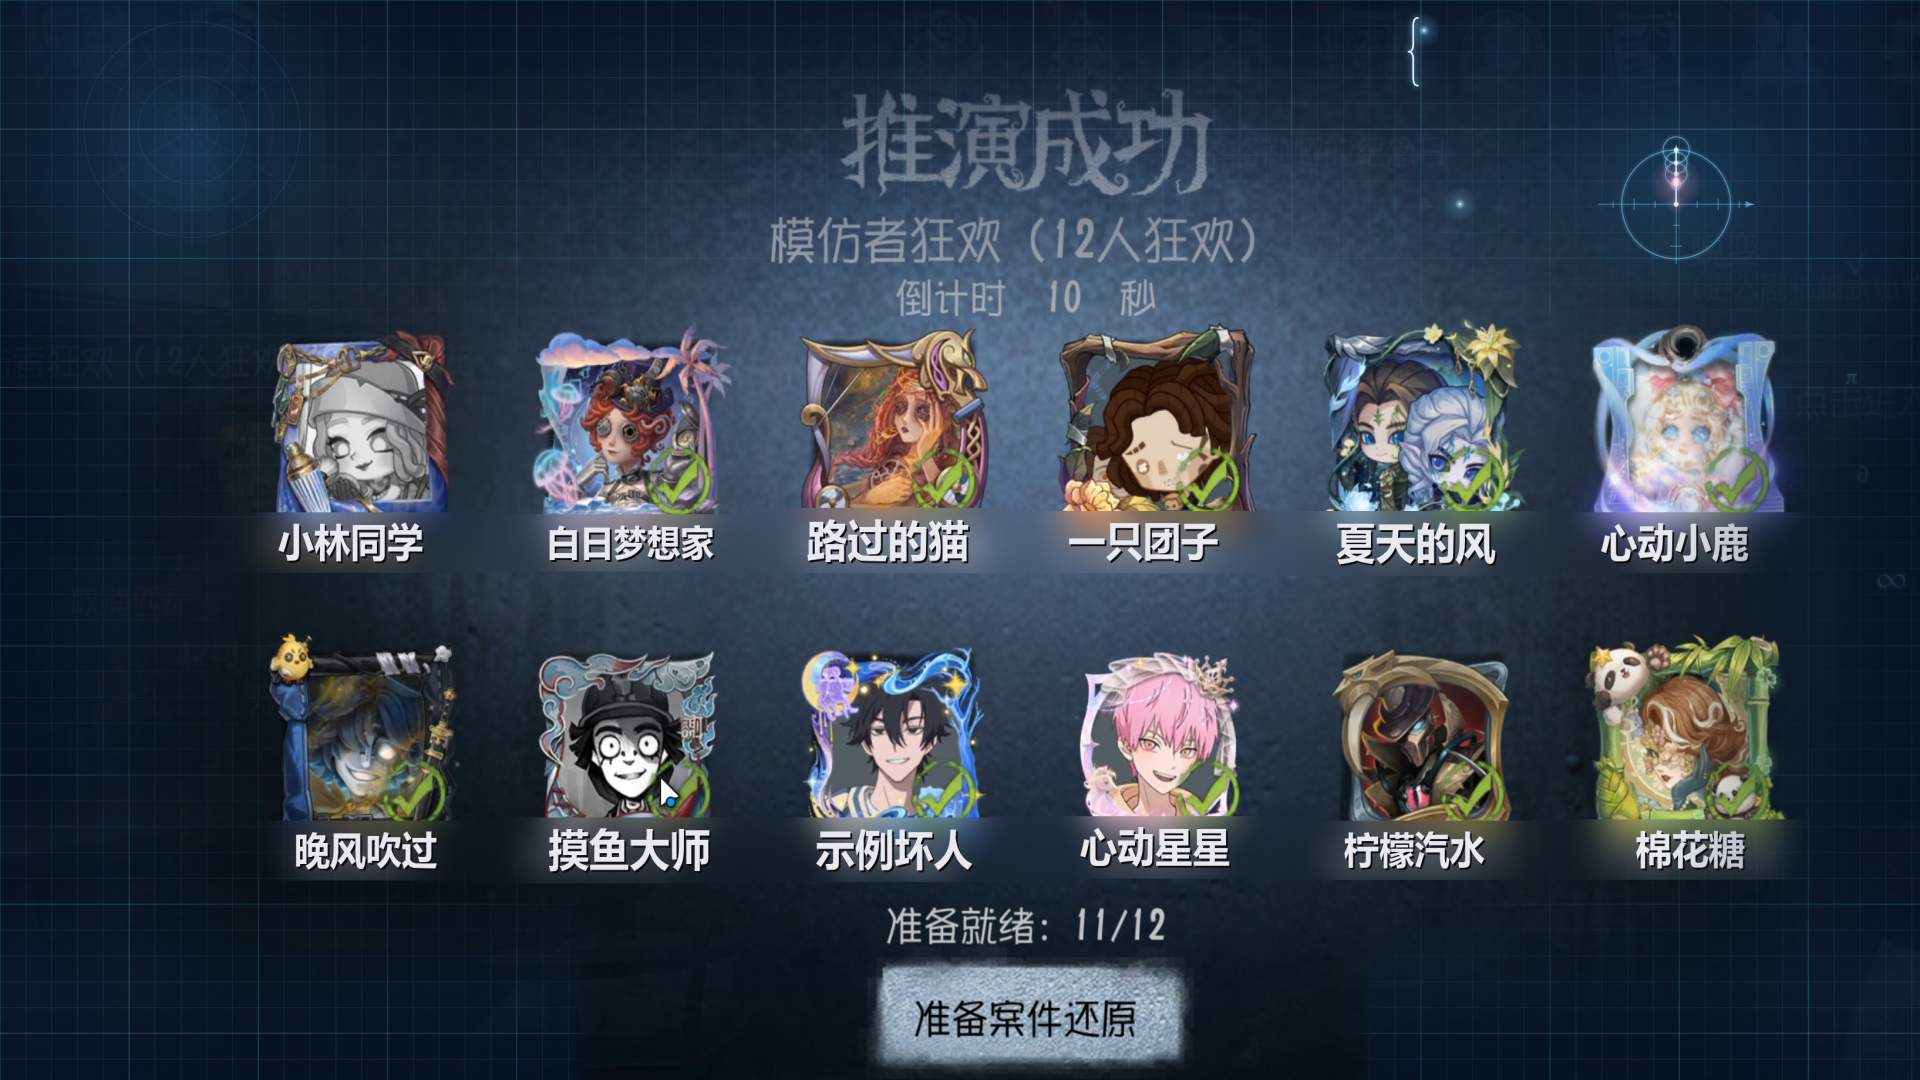 推演成功
模仿者狂欢（12人狂欢）
倒计时 10 秒
小林同学 白日梦想家 路过的猫 一只团子 夏天的风 心动小鹿
晚风吹过 摸鱼大师 示例坏人 心动星星 柠檬汽水 棉花糖
准备就绪：11/12
准备案件还原